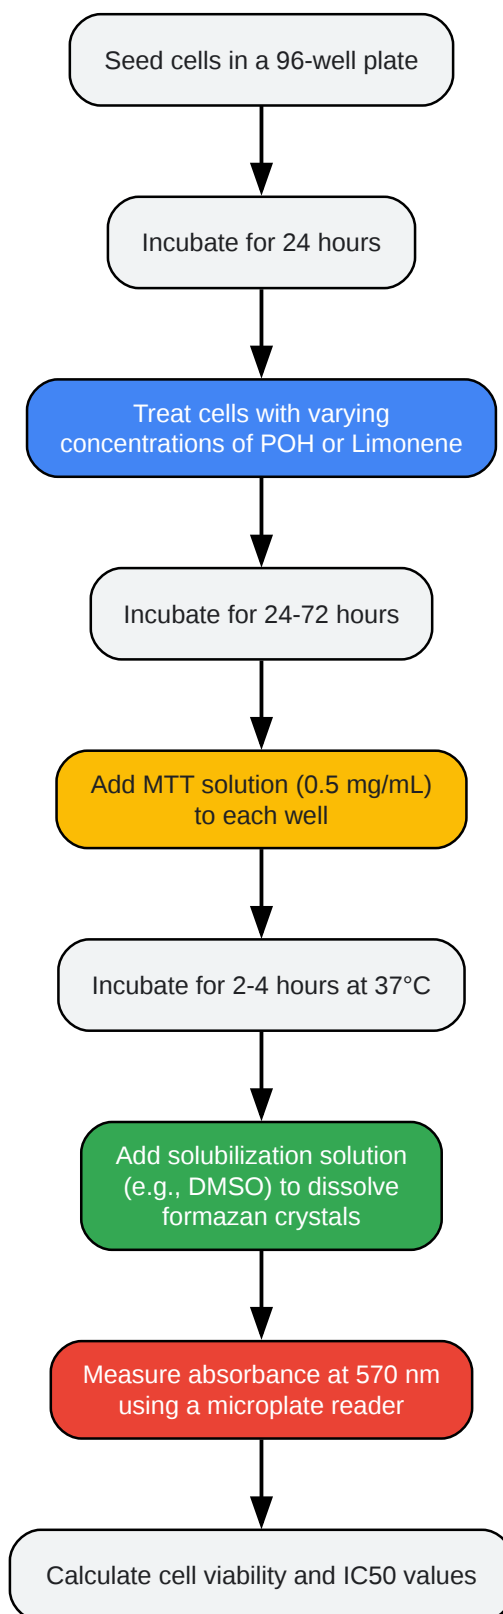 Seed cells in a 96-well plate
Incubate for 24 hours
Treat cells with varying
concentrations of POH or Limonene
Incubate for 24-72 hours
Add MTT solution (0.5 mg/mL)
to each well
Incubate for 2-4 hours at 37°C
Add solubilization solution
(e.g., DMSO) to dissolve
formazan crystals
Measure absorbance at 570 nm
using a microplate reader
Calculate cell viability and IC50 values